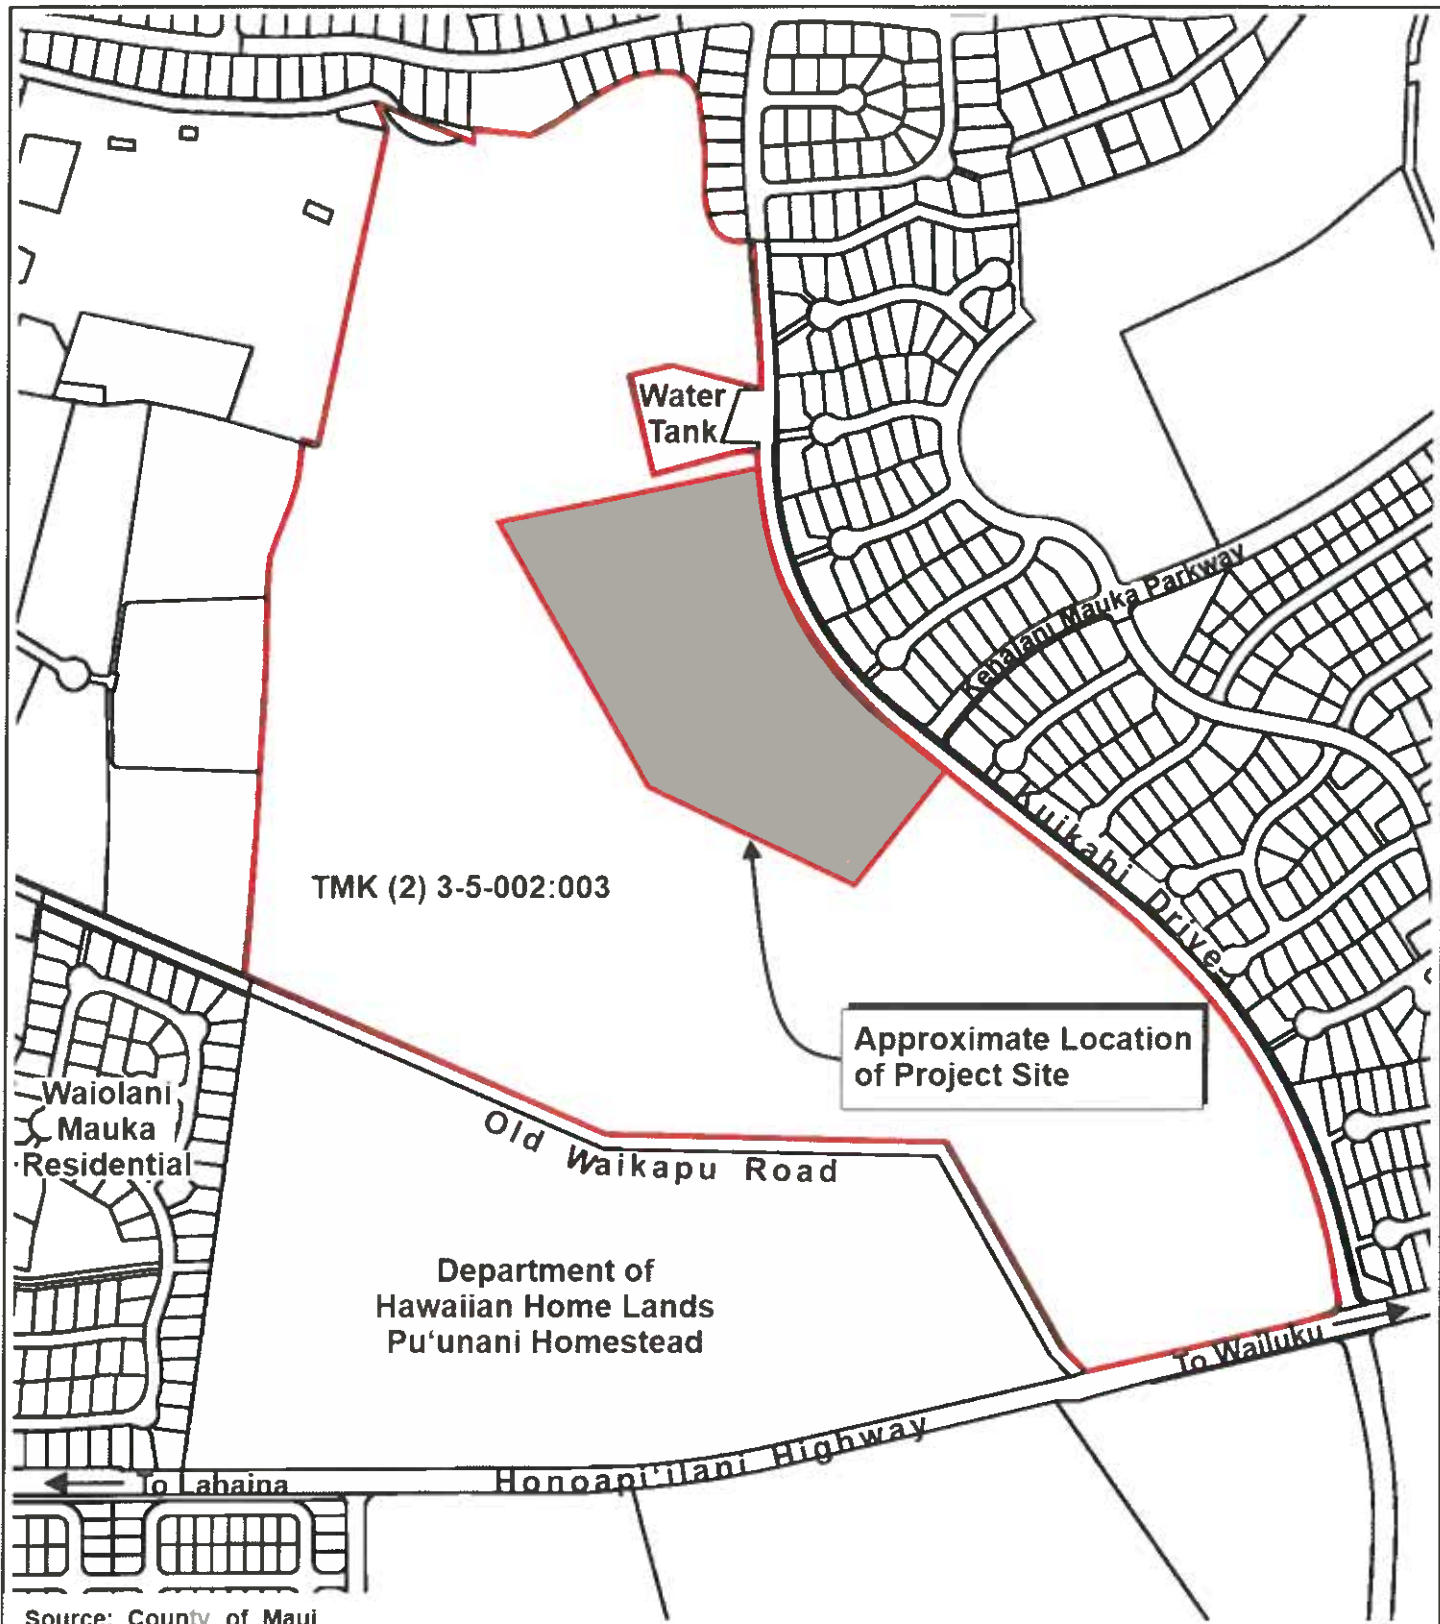 Water
Tank
Kehalani Mauka Parkway
Kuikahi Drive
TMK (2) 3-5-002:003
Approximate Location
of Project Site
Waiolani
Mauka
Residential
Old Waikapu Road
Department of
Hawaiian Home Lands
Pu‘unani Homestead
To Wailuku
Honoapi‘ilani Highway
To Lahaina
Source: County of Maui